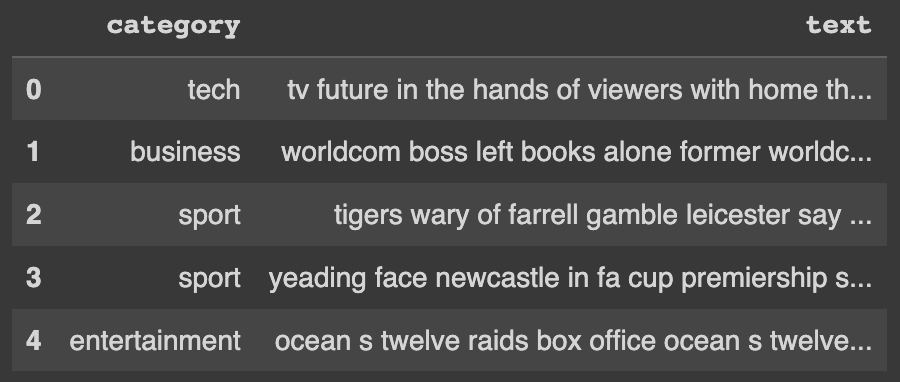 category text
0 tech tv future in the hands of viewers with home th...
1 business worldcom boss left books alone former worldc...
2 sport tigers wary of farrell gamble leicester say ...
3 sport yeading face newcastle in fa cup premiership s...
4 entertainment ocean s twelve raids box office ocean s twelve...